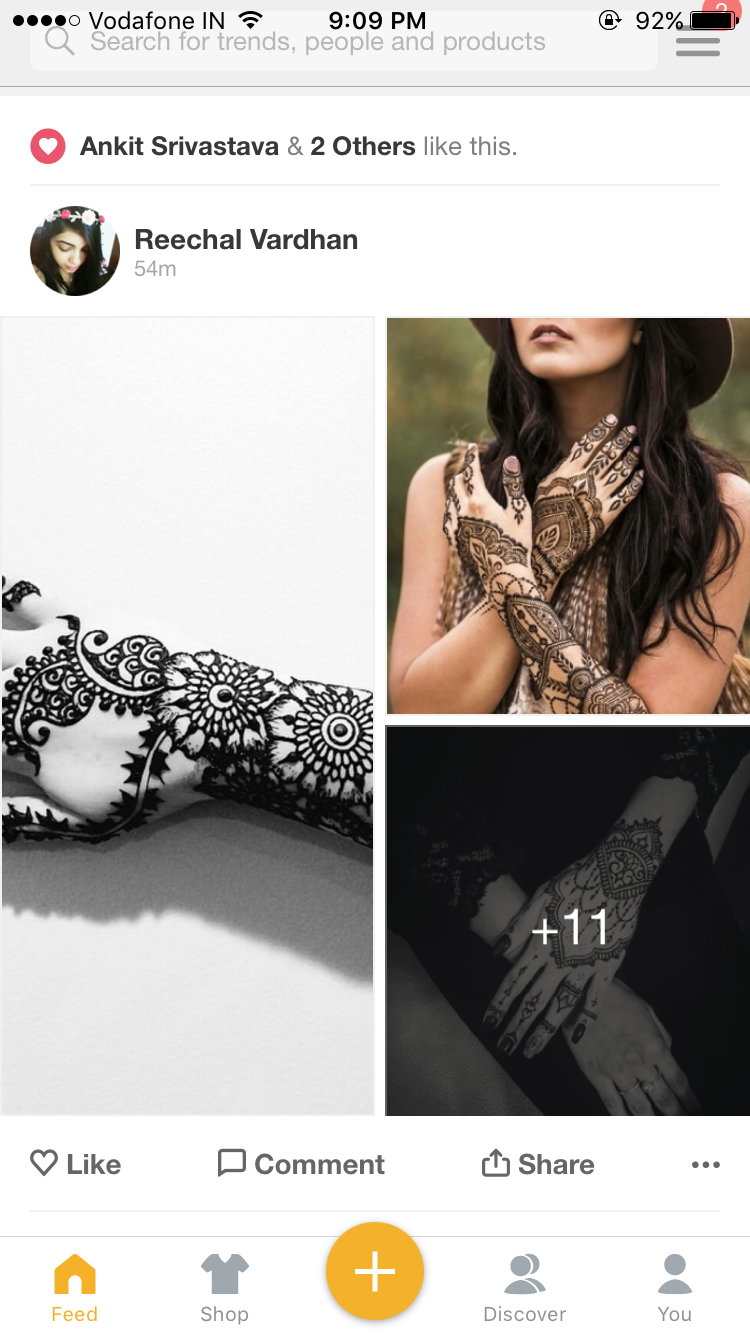 Vodafone IN 9:09 PM 92%
Search for trends, people and products
Ankit Srivastava & 2 Others like this.
Reechal Vardhan
54m
+11
Like Comment Share
Feed Shop Discover You